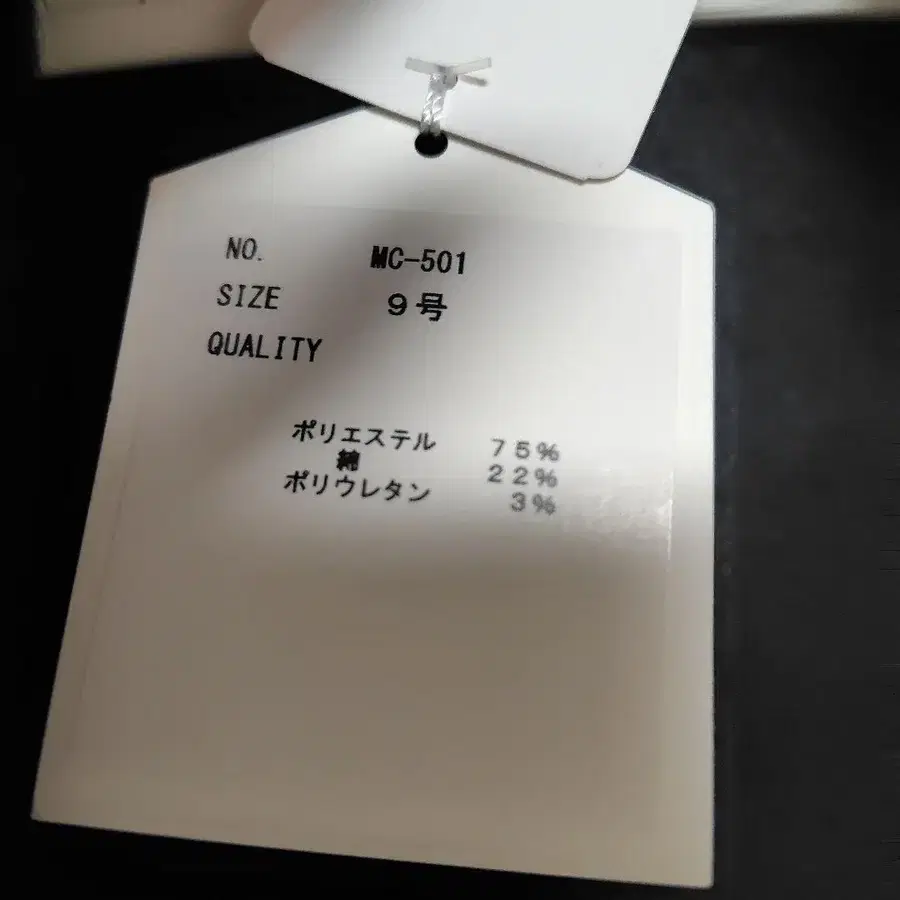 NO. MC-501
SIZE 9号
QUALITY
ポリエステル 75%
綿 22%
ポリウレタン 3%